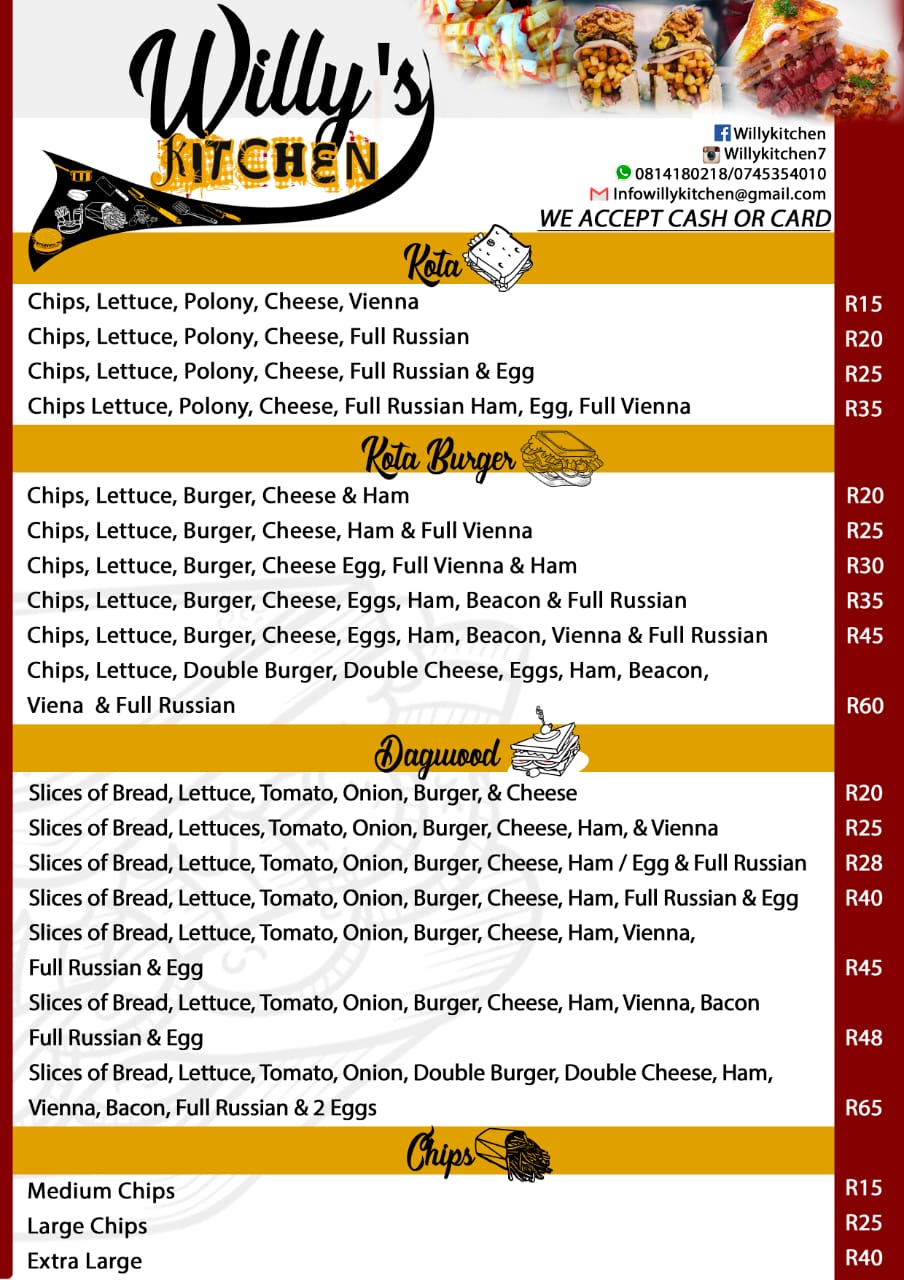 Willy's
KITCHEN
Willykitchen
Willykitchen7
0814180218/0745354010
Infowillykitchen@gmail.com
WE ACCEPT CASH OR CARD
Kota
Chips, Lettuce, Polony, Cheese, Vienna R15
Chips, Lettuce, Polony, Cheese, Full Russian R20
Chips, Lettuce, Polony, Cheese, Full Russian & Egg R25
Chips Lettuce, Polony, Cheese, Full Russian Ham, Egg, Full Vienna R35
Kota Burger
Chips, Lettuce, Burger, Cheese & Ham R20
Chips, Lettuce, Burger, Cheese, Ham & Full Vienna R25
Chips, Lettuce, Burger, Cheese Egg, Full Vienna & Ham R30
Chips, Lettuce, Burger, Cheese, Eggs, Ham, Beacon & Full Russian R35
Chips, Lettuce, Burger, Cheese, Eggs, Ham, Beacon, Vienna & Full Russian R45
Chips, Lettuce, Double Burger, Double Cheese, Eggs, Ham, Beacon,
Viena & Full Russian R60
Dagwood
Slices of Bread, Lettuce, Tomato, Onion, Burger, & Cheese R20
Slices of Bread, Lettuces, Tomato, Onion, Burger, Cheese, Ham, & Vienna R25
Slices of Bread, Lettuce, Tomato, Onion, Burger, Cheese, Ham / Egg & Full Russian R28
Slices of Bread, Lettuce, Tomato, Onion, Burger, Cheese, Ham, Full Russian & Egg R40
Slices of Bread, Lettuce, Tomato, Onion, Burger, Cheese, Ham, Vienna,
Full Russian & Egg R45
Slices of Bread, Lettuce, Tomato, Onion, Burger, Cheese, Ham, Vienna, Bacon
Full Russian & Egg R48
Slices of Bread, Lettuce, Tomato, Onion, Double Burger, Double Cheese, Ham,
Vienna, Bacon, Full Russian & 2 Eggs R65
Chips
Medium Chips R15
Large Chips R25
Extra Large R40